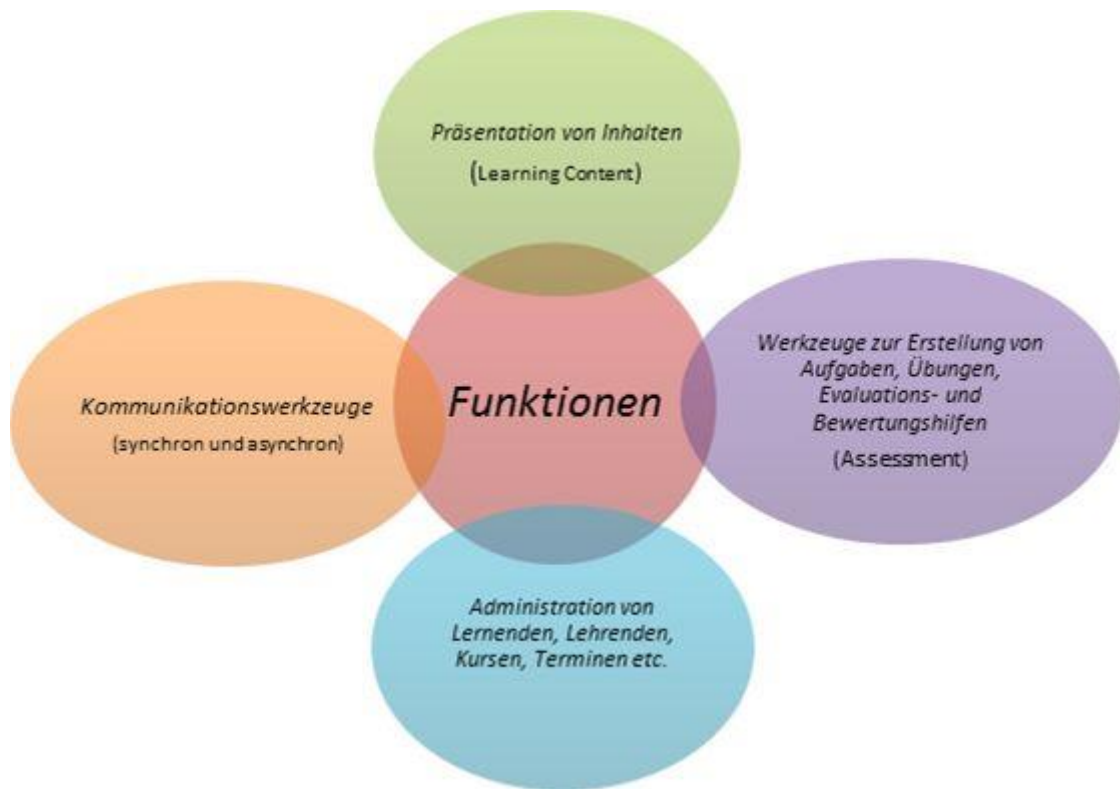 Präsentation von Inhalten
(Learning Content)
Kommunikationswerkzeuge
(synchron und asynchron)
Funktionen
Werkzeuge zur Erstellung von
Aufgaben, Übungen,
Evaluations- und
Bewertungshilfen
(Assessment)
Administration von
Lernenden, Lehrenden,
Kursen, Terminen etc.